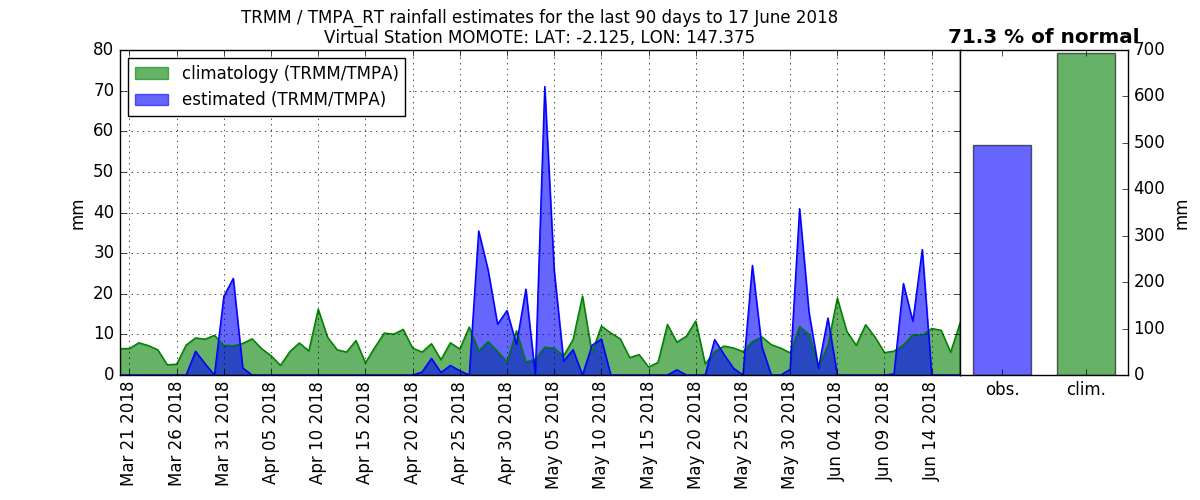 TRMM / TMPA_RT rainfall estimates for the last 90 days to 17 June 2018
Virtual Station MOMOTE: LAT: -2.125, LON: 147.375
71.3 % of normal
climatology (TRMM/TMPA)
estimated (TRMM/TMPA)
mm
80
70
60
50
40
30
20
10
0
Mar 21 2018
Mar 26 2018
Mar 31 2018
Apr 05 2018
Apr 10 2018
Apr 15 2018
Apr 20 2018
Apr 25 2018
Apr 30 2018
May 05 2018
May 10 2018
May 15 2018
May 20 2018
May 25 2018
May 30 2018
Jun 04 2018
Jun 09 2018
Jun 14 2018
obs.
clim.
700
600
500
400
300
200
100
0
mm